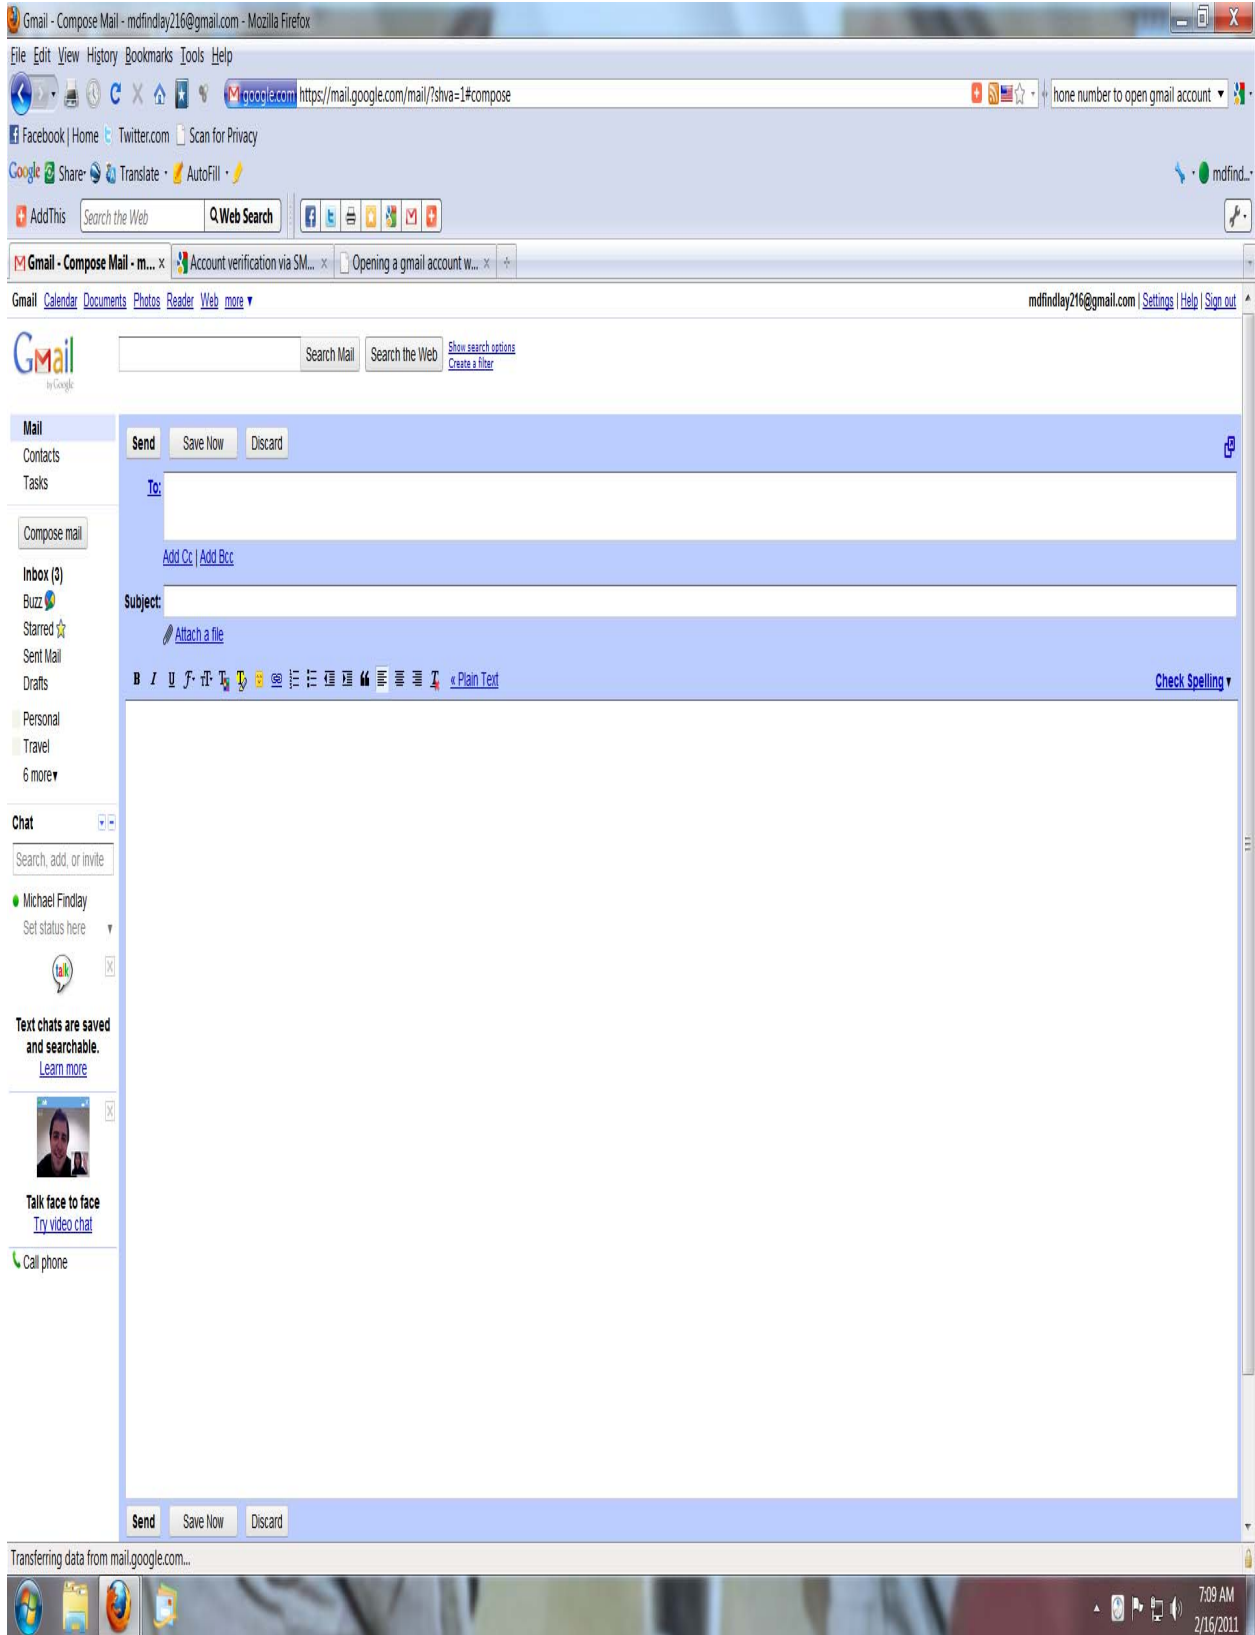 Gmail - Compose Mail - mdfindlay216@gmail.com - Mozilla Firefox
File Edit View History Bookmarks Tools Help
google.com https://mail.google.com/mail/?shva=1#compose hone number to open gmail account
Facebook | Home Twitter.com Scan for Privacy
Google Share Translate AutoFill mdfind...
AddThis Search the Web Web Search
Gmail - Compose Mail - m... Account verification via SM... Opening a gmail account w...
Gmail Calendar Documents Photos Reader Web more mdfindlay216@gmail.com | Settings | Help | Sign out
Gmail
by Google
Search Mail Search the Web
Show search options
Create a filter
Mail
Contacts
Tasks
Compose mail
Inbox (3)
Buzz
Starred
Sent Mail
Drafts
Personal
Travel
6 more
Chat
Search, add, or invite
Michael Findlay
Set status here
talk
Text chats are saved
and searchable.
Learn more
Talk face to face
Try video chat
Call phone
Send Save Now Discard
To:
Add Cc | Add Bcc
Subject:
Attach a file
B I U « Plain Text Check Spelling
Send Save Now Discard
Transferring data from mail.google.com...
7:09 AM
2/16/2011